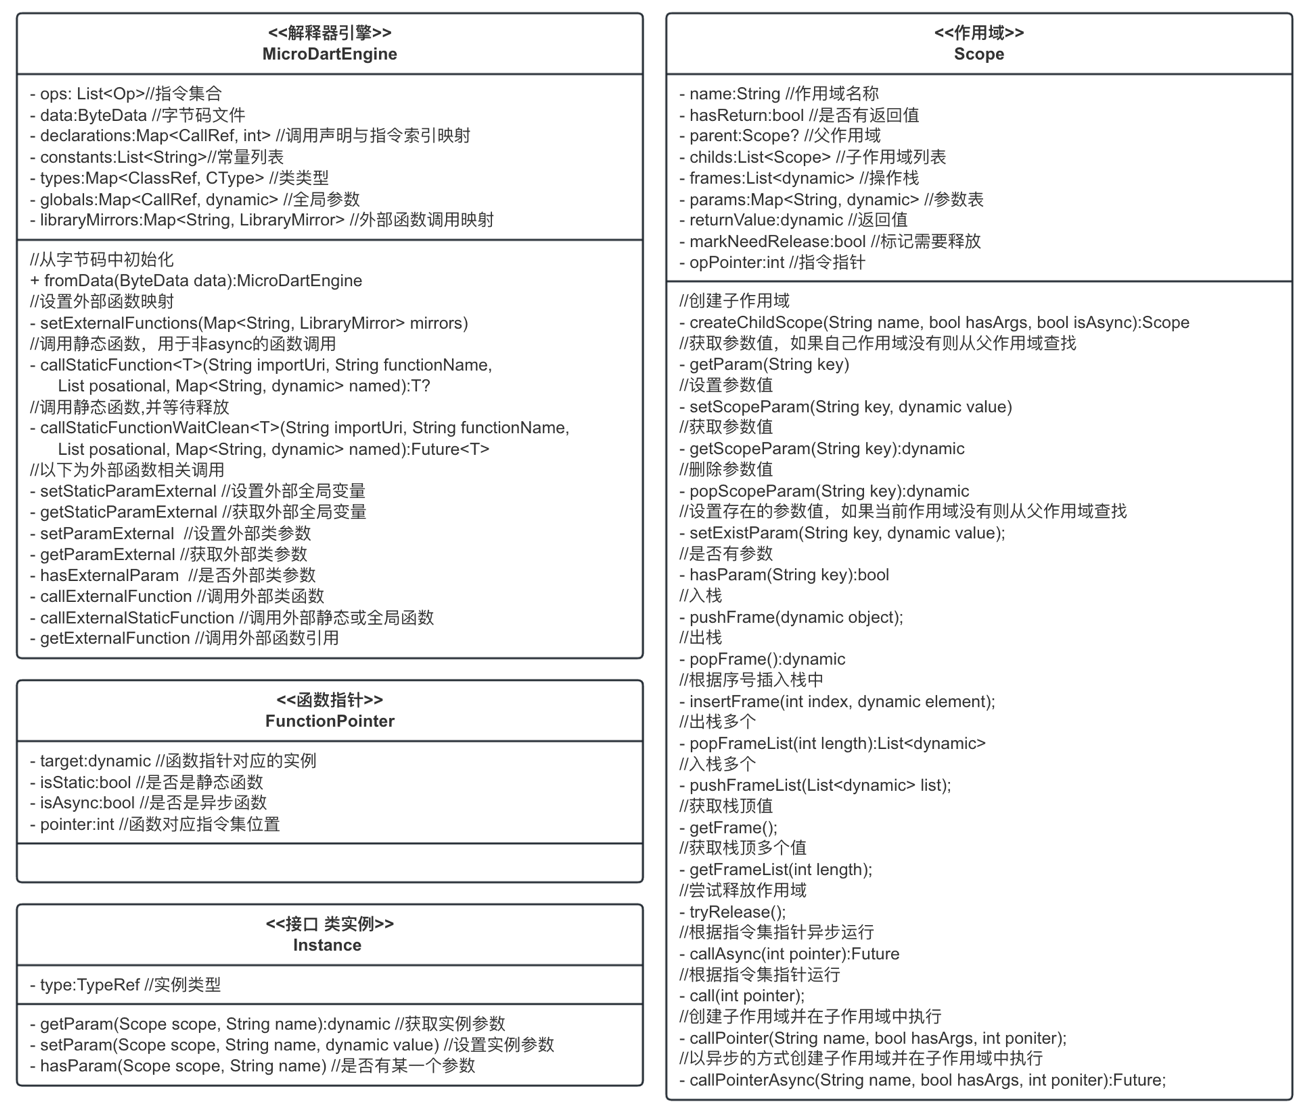 <<解释器引擎>>
MicroDartEngine
- ops: List<Op>//指令集合
- data:ByteData //字节码文件
- declarations:Map<CallRef, int> //调用声明与指令索引映射
- constants:List<String>//常量列表
- types:Map<ClassRef, CType> //类类型
- globals:Map<CallRef, dynamic> //全局参数
- libraryMirrors:Map<String, LibraryMirror> //外部函数调用映射
//从字节码中初始化
+ fromData(ByteData data):MicroDartEngine
//设置外部函数映射
- setExternalFunctions(Map<String, LibraryMirror> mirrors)
//调用静态函数，用于非async的函数调用
- callStaticFunction<T>(String importUri, String functionName,
List posational, Map<String, dynamic> named):T?
//调用静态函数,并等待释放
- callStaticFunctionWaitClean<T>(String importUri, String functionName,
List posational, Map<String, dynamic> named):Future<T>
//以下为外部函数相关调用
- setStaticParamExternal //设置外部全局变量
- getStaticParamExternal //获取外部全局变量
- setParamExternal  //设置外部类参数
- getParamExternal //获取外部类参数
- hasExternalParam  //是否外部类参数
- callExternalFunction //调用外部类函数
- callExternalStaticFunction //调用外部静态或全局函数
- getExternalFunction //调用外部函数引用
<<函数指针>>
FunctionPointer
- target:dynamic //函数指针对应的实例
- isStatic:bool //是否是静态函数
- isAsync:bool //是否是异步函数
- pointer:int //函数对应指令集位置
<<接口 类实例>>
Instance
- type:TypeRef //实例类型
- getParam(Scope scope, String name):dynamic //获取实例参数
- setParam(Scope scope, String name, dynamic value) //设置实例参数
- hasParam(Scope scope, String name) //是否有某一个参数
<<作用域>>
Scope
- name:String //作用域名称
- hasReturn:bool //是否有返回值
- parent:Scope? //父作用域
- childs:List<Scope> //子作用域列表
- frames:List<dynamic> //操作栈
- params:Map<String, dynamic> //参数表
- returnValue:dynamic //返回值
- markNeedRelease:bool //标记需要释放
- opPointer:int //指令指针
//创建子作用域
- createChildScope(String name, bool hasArgs, bool isAsync):Scope
//获取参数值，如果自己作用域没有则从父作用域查找
- getParam(String key)
//设置参数值
- setScopeParam(String key, dynamic value)
//获取参数值
- getScopeParam(String key):dynamic
//删除参数值
- popScopeParam(String key):dynamic
//设置存在的参数值，如果当前作用域没有则从父作用域查找
- setExistParam(String key, dynamic value);
//是否有参数
- hasParam(String key):bool
//入栈
- pushFrame(dynamic object);
//出栈
- popFrame():dynamic
//根据序号插入栈中
- insertFrame(int index, dynamic element);
//出栈多个
- popFrameList(int length):List<dynamic>
//入栈多个
- pushFrameList(List<dynamic> list);
//获取栈顶值
- getFrame();
//获取栈顶多个值
- getFrameList(int length);
//尝试释放作用域
- tryRelease();
//根据指令集指针异步运行
- callAsync(int pointer):Future
//根据指令集指针运行
- call(int pointer);
//创建子作用域并在子作用域中执行
- callPointer(String name, bool hasArgs, int poniter);
//以异步的方式创建子作用域并在子作用域中执行
- callPointerAsync(String name, bool hasArgs, int poniter):Future;